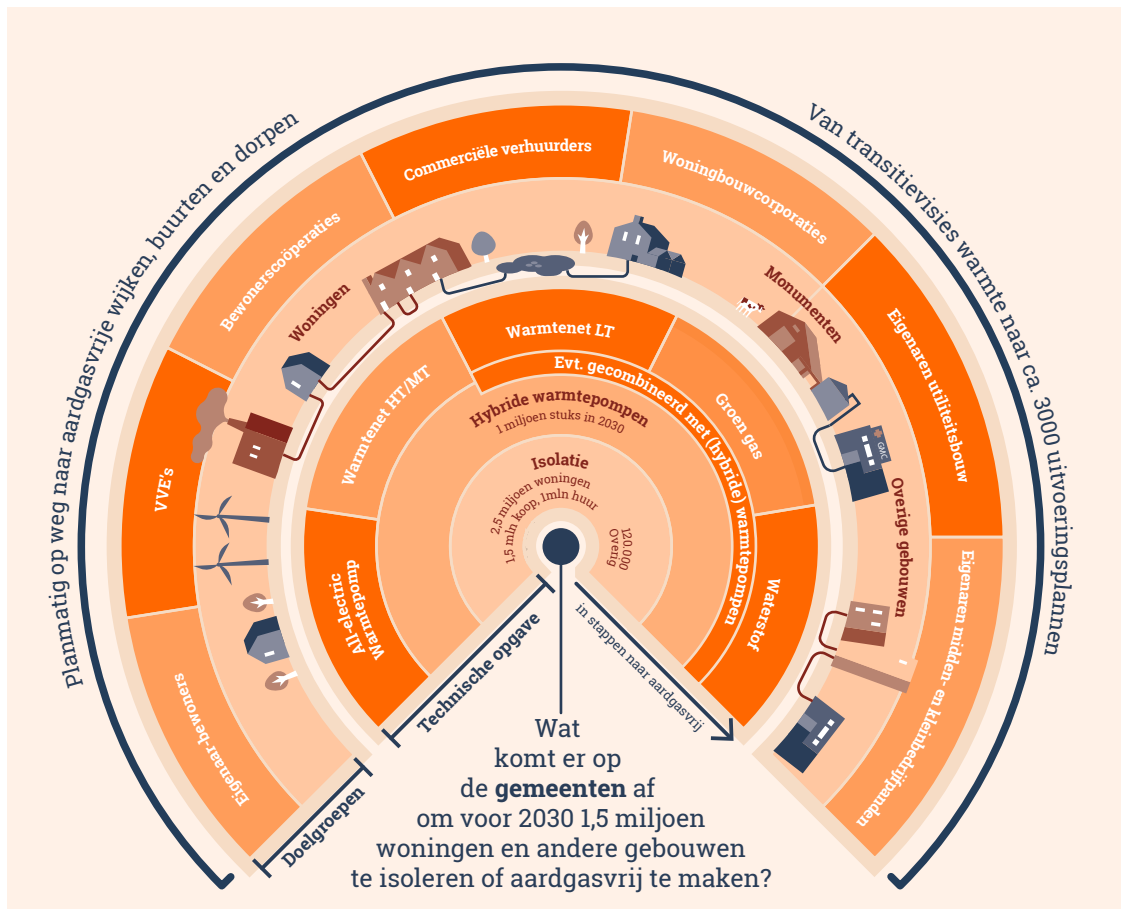 Planmatig op weg naar aardgasvrije wijken, buurten en dorpen
Van transitievisies warmte naar ca. 3000 uitvoeringsplannen
Eigenaar-bewoners
VVE's
Bewonerscoöperaties
Commerciële verhuurders
Woningbouwcorporaties
Eigenaren utiliteitsbouw
Eigenaren midden- en kleinbedrijfpanden
Woningen
Monumenten
Overige gebouwen
GMC
All-electric
Warmtepomp
Warmtenet HT/MT
Warmtenet LT
Groen gas
Waterstof
Evt. gecombineerd met (hybride) warmtepompen
Hybride warmtepompen
1 miljoen stuks in 2030
Isolatie
2,5 miljoen woningen
1,5 mln koop, 1mln huur
120.000
Overig
Technische opgave
in stappen naar aardgasvrij
Doelgroepen
Wat
komt er op
de gemeenten af
om voor 2030 1,5 miljoen
woningen en andere gebouwen
te isoleren of aardgasvrij te maken?